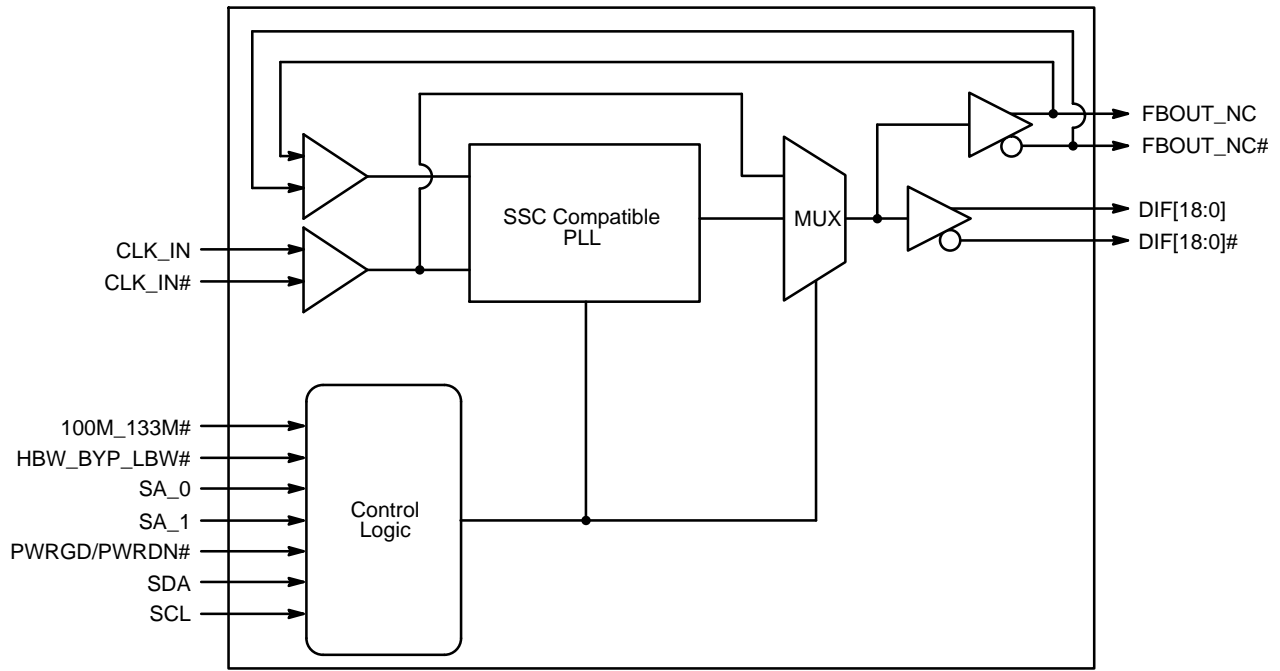 FBOUT_NC
FBOUT_NC#
SSC Compatible
PLL
MUX
DIF[18:0]
DIF[18:0]#
CLK_IN
CLK_IN#
100M_133M#
HBW_BYP_LBW#
SA_0
SA_1
PWRGD/PWRDN#
SDA
SCL
Control
Logic